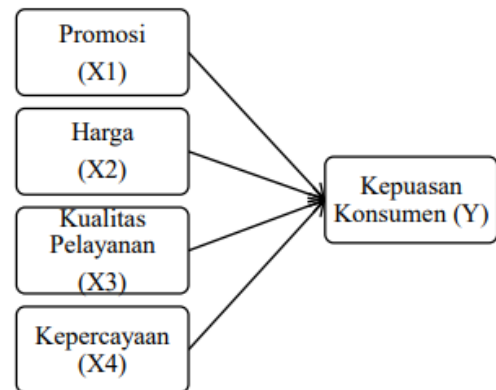 Promosi
(X1)
Harga
(X2)
Kualitas
Pelayanan
(X3)
Kepercayaan
(X4)
Kepuasan
Konsumen (Y)